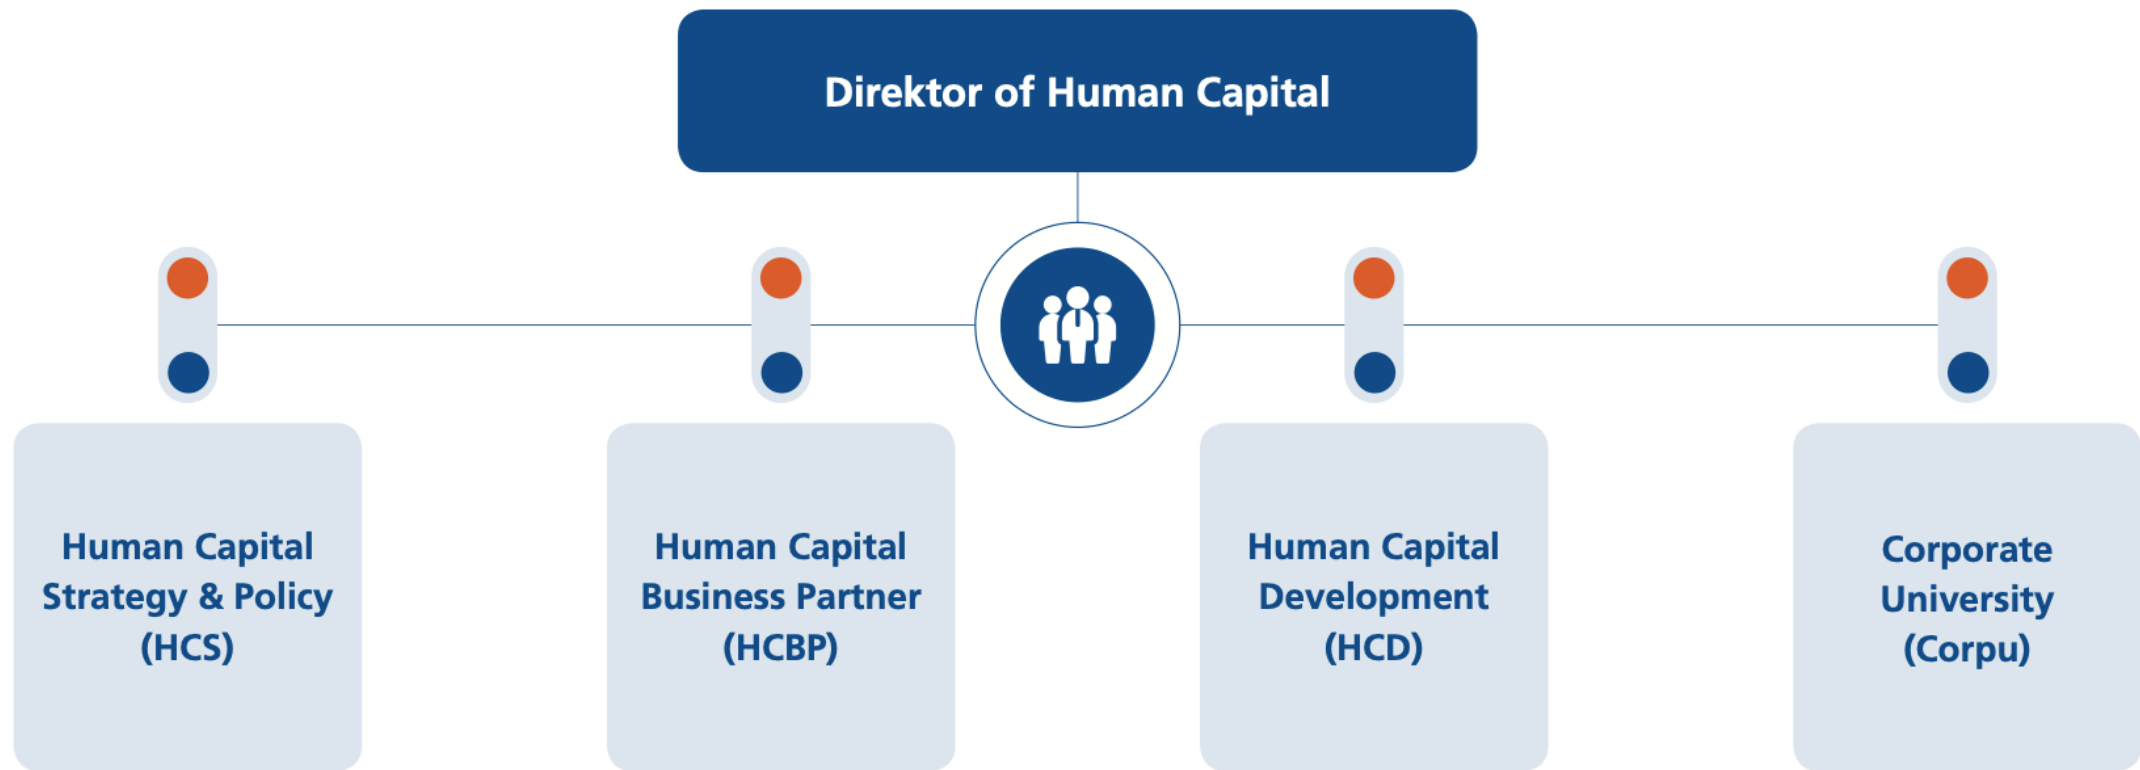 Direktor of Human Capital
Human Capital
Strategy & Policy
(HCS)
Human Capital
Business Partner
(HCBP)
Human Capital
Development
(HCD)
Corporate
University
(Corpu)